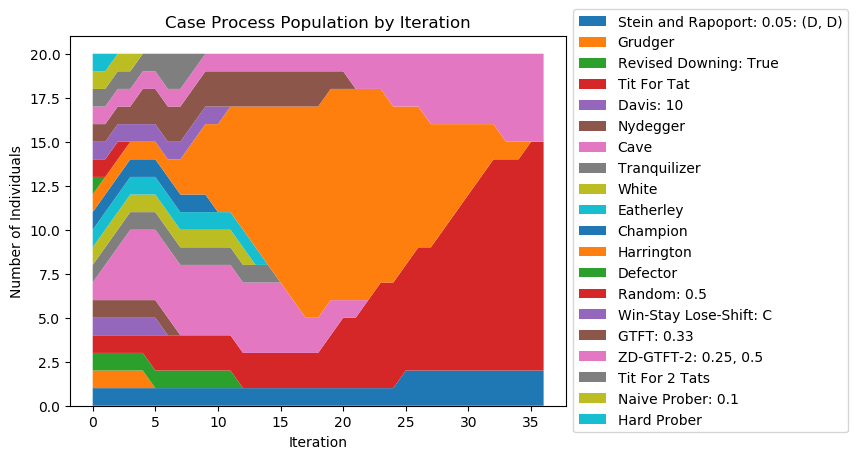 Case Process Population by Iteration
20.0
17.5
15.0
12.5
10.0
7.5
5.0
2.5
0.0
Number of Individuals
0 5 10 15 20 25 30 35
Iteration
Stein and Rapoport: 0.05: (D, D)
Grudger
Revised Downing: True
Tit For Tat
Davis: 10
Nydegger
Cave
Tranquilizer
White
Eatherley
Champion
Harrington
Defector
Random: 0.5
Win-Stay Lose-Shift: C
GTFT: 0.33
ZD-GTFT-2: 0.25, 0.5
Tit For 2 Tats
Naive Prober: 0.1
Hard Prober